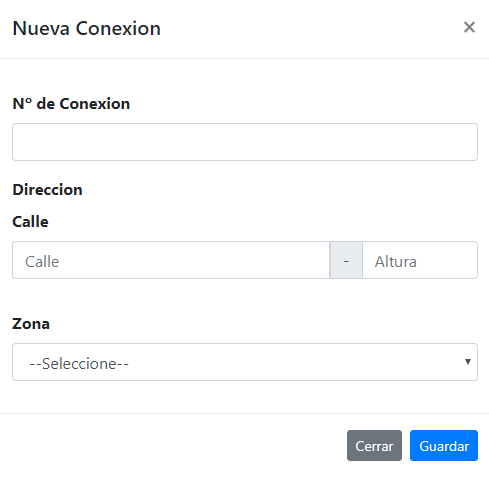 Nueva Conexion ×
Nº de Conexion
Direccion
Calle
Calle - Altura
Zona
--Seleccione--
Cerrar Guardar